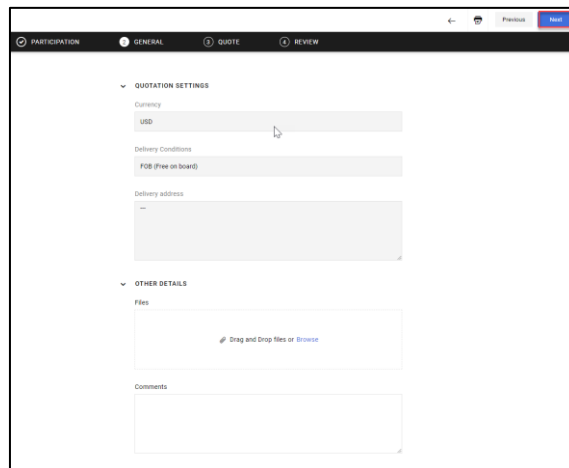 Previous
Next
PARTICIPATION
2 GENERAL
3 QUOTE
4 REVIEW
QUOTATION SETTINGS
Currency
USD
Delivery Conditions
FOB (Free on board)
Delivery address
—
OTHER DETAILS
Files
Drag and Drop files or Browse
Comments